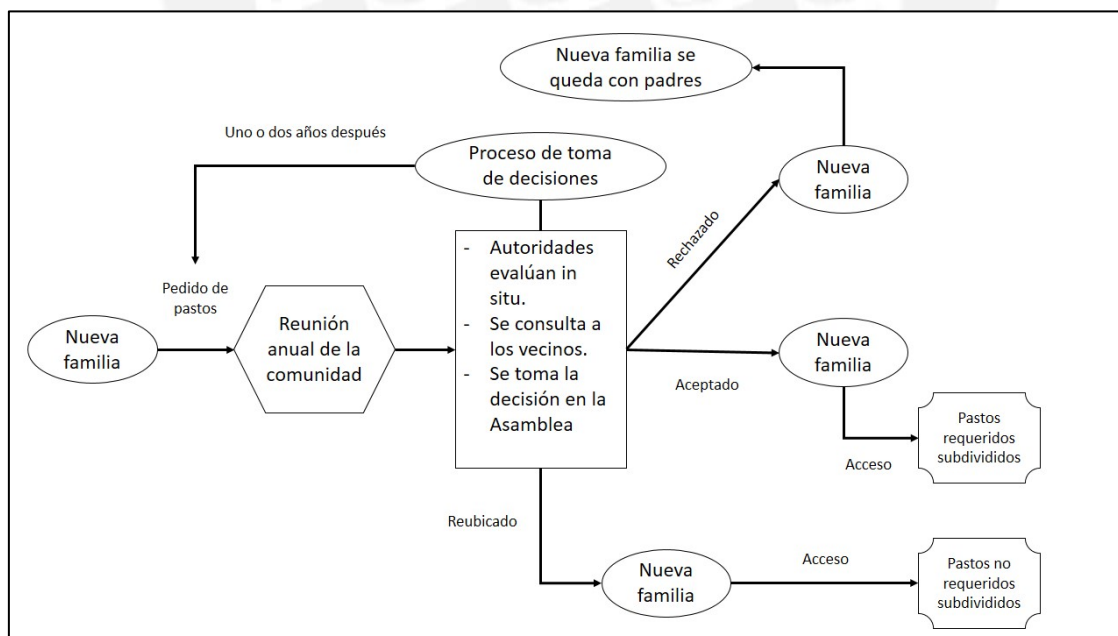 Nueva familia se
queda con padres
Uno o dos años después
Proceso de toma
de decisiones
Nueva
familia
Rechazado
- Autoridades
evalúan in
situ.
- Se consulta a
los vecinos.
- Se toma la
decisión en la
Asamblea
Pedido de
pastos
Nueva
familia
Reunión
anual de la
comunidad
Nueva
familia
Aceptado
Pastos
requeridos
subdivididos
Acceso
Reubicado
Nueva
familia
Acceso
Pastos no
requeridos
subdivididos